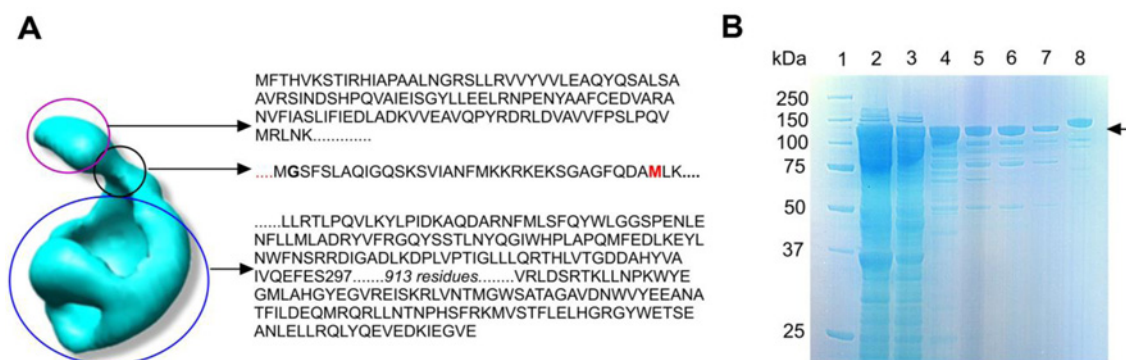 A
MFTHVKSTIRHIAPAALNGRSLLRVVYVVLEAQYQSALSA
AVRSINDSHPQVAIEISGYLLEELRNPENYAAFCEDVARA
NVFIASLIFIEDLADKVVEAVQPYRDRLDVAVVFPSLPQV
MRLNK.............
....MGSFSLAQIGQSKSVIANFMKKRKEKSGAGFQDAMLK....
......LLRTLPQVLKYLPIDKAQDARNFMLSFQYWLGGSPENLE
NFLLMLADRYVFRGQYSSTLNYQGIWHPLAPQMFEDLKEYL
NWFNSRRDIGADLKDPLVPTIGLLLQRTHLVTGDDAHYVA
IVQEFES297.......913 residues.......VRLDSRTKLLNPKWYE
GMLAHGYEGVREISKRLVNTMGWSATAGAVDNWVYEEANA
TFILDEQMRQRLLNTNPHSFRKMVSTFLELHGRGYWETSE
ANLELLRQLYQEVEDKIEGVE
B
kDa 1 2 3 4 5 6 7 8
250
150
100
75
50
37
25